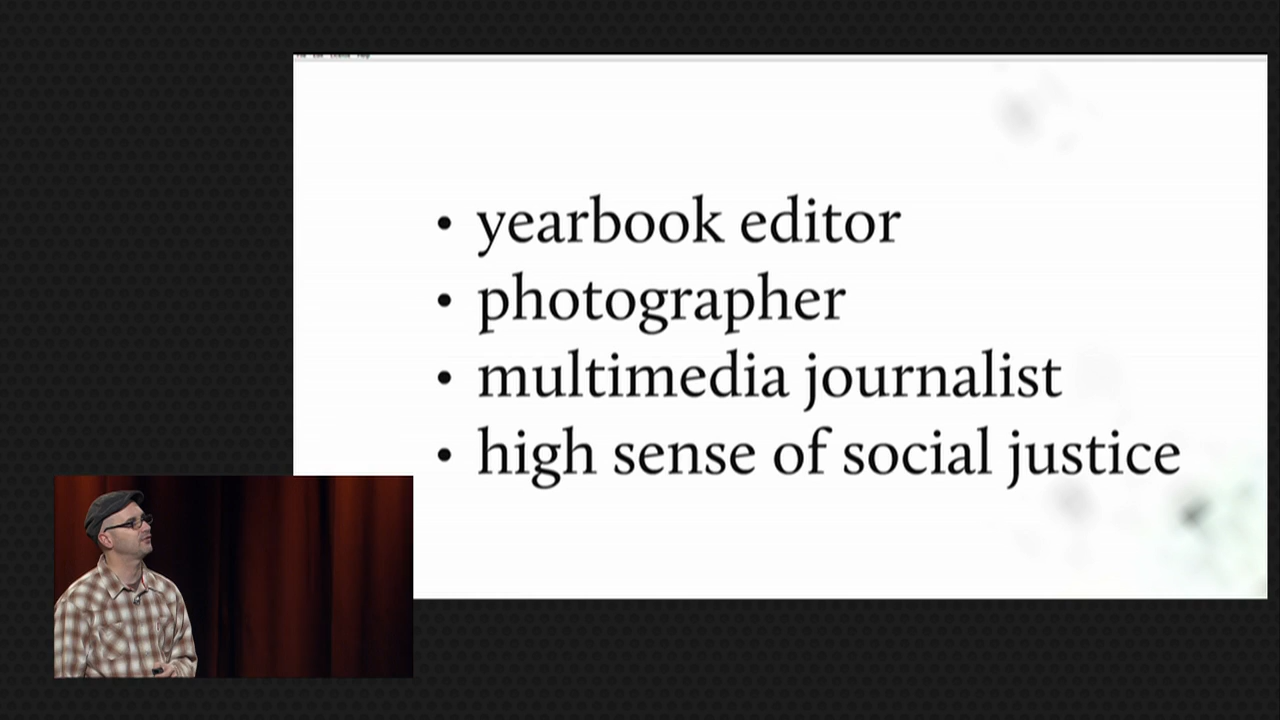 • yearbook editor
• photographer
• multimedia journalist
• high sense of social justice